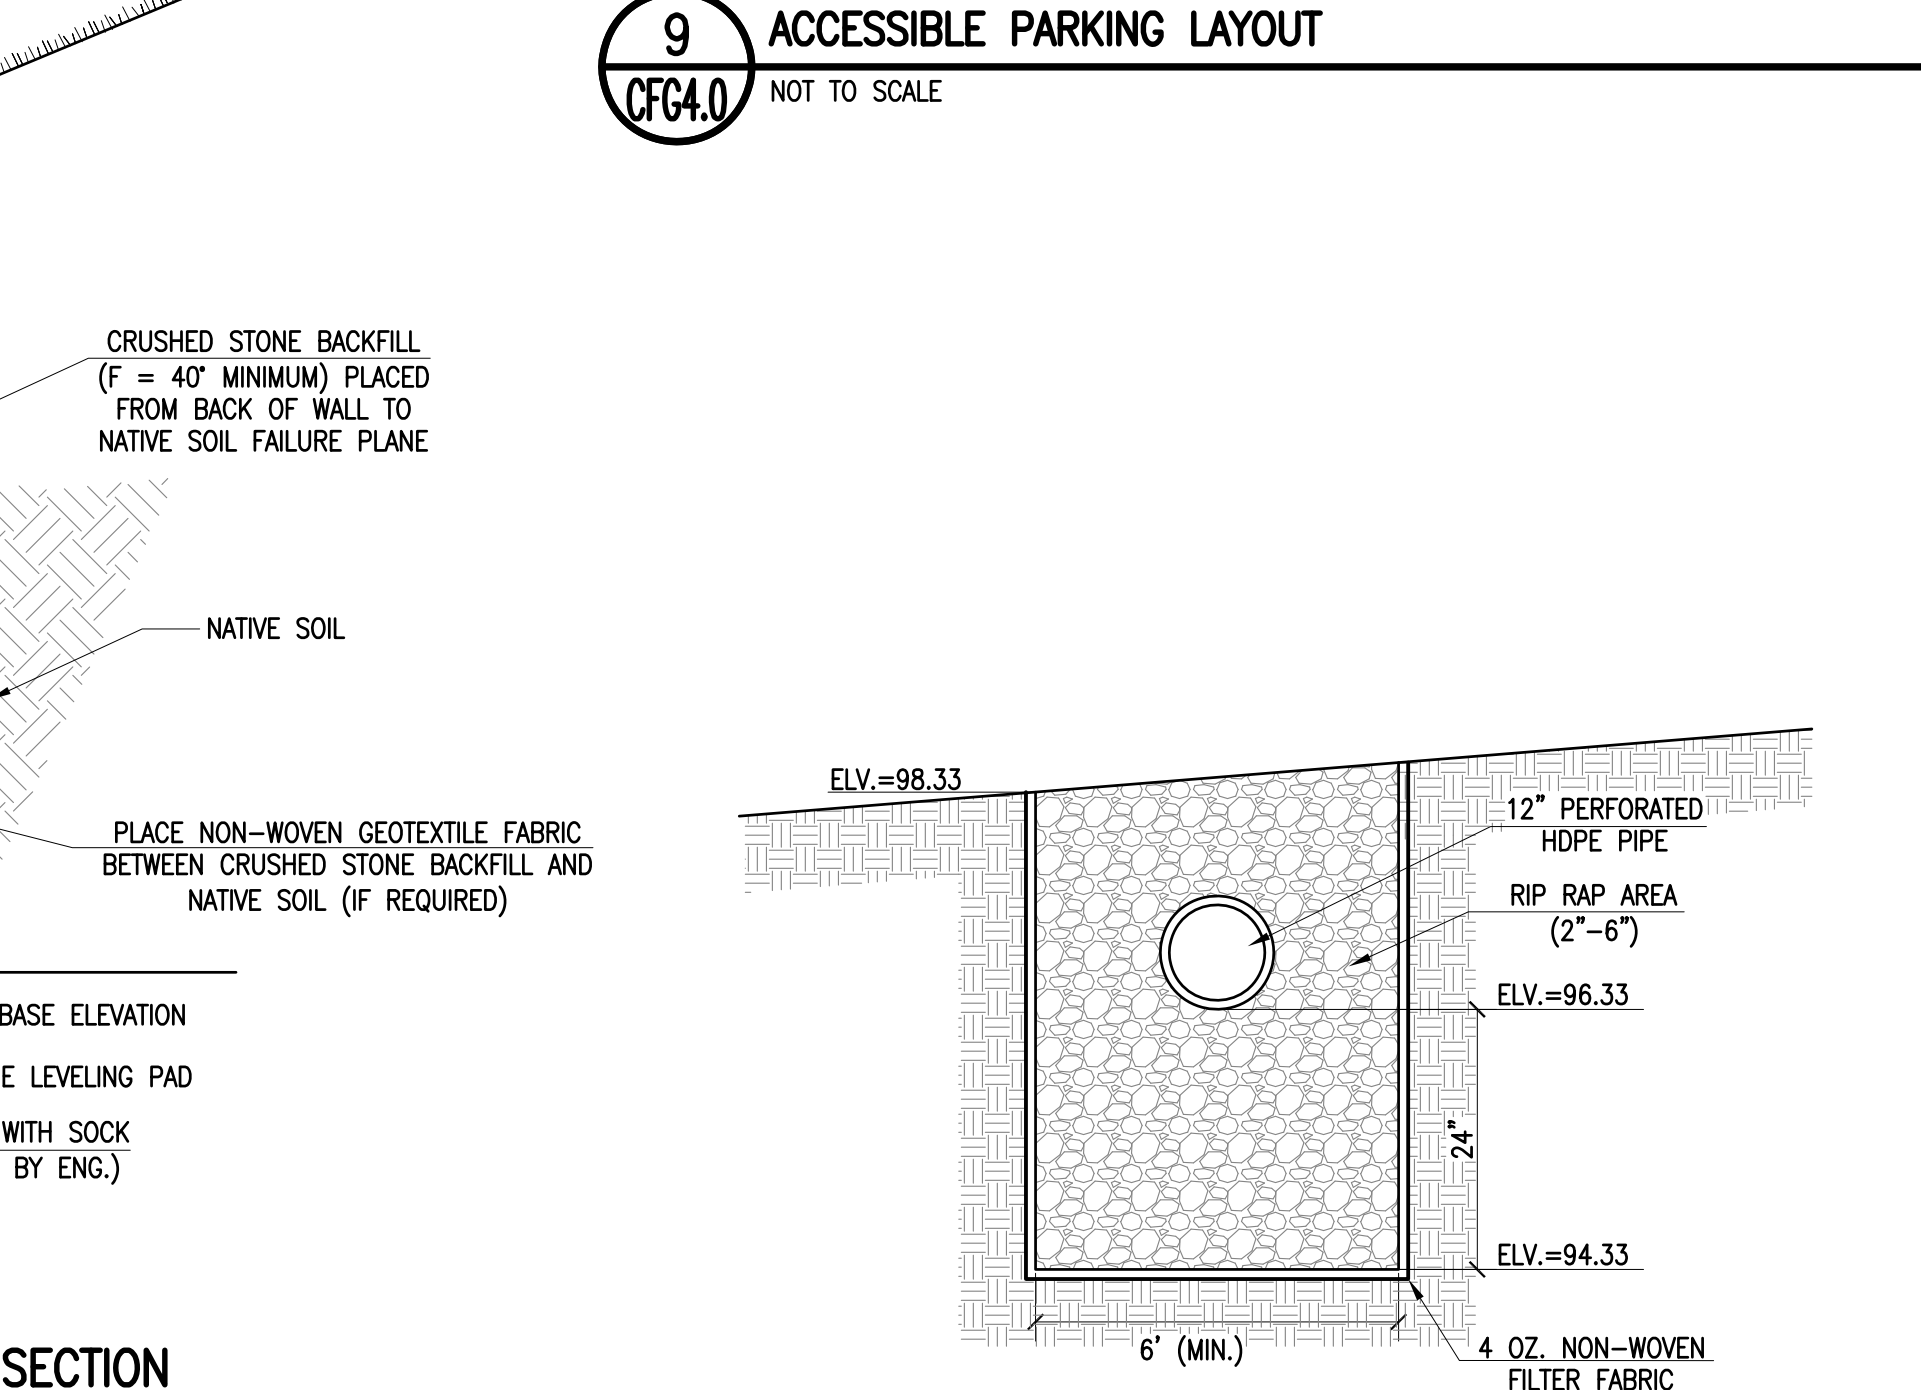 9
CFG4.0
ACCESSIBLE PARKING LAYOUT
NOT TO SCALE
CRUSHED STONE BACKFILL
(F = 40° MINIMUM) PLACED
FROM BACK OF WALL TO
NATIVE SOIL FAILURE PLANE
NATIVE SOIL
PLACE NON-WOVEN GEOTEXTILE FABRIC
BETWEEN CRUSHED STONE BACKFILL AND
NATIVE SOIL (IF REQUIRED)
BASE ELEVATION
E LEVELING PAD
WITH SOCK
BY ENG.)
SECTION
ELV.=98.33
12" PERFORATED
HDPE PIPE
RIP RAP AREA
(2"-6")
ELV.=96.33
24"
ELV.=94.33
6' (MIN.)
4 OZ. NON-WOVEN
FILTER FABRIC